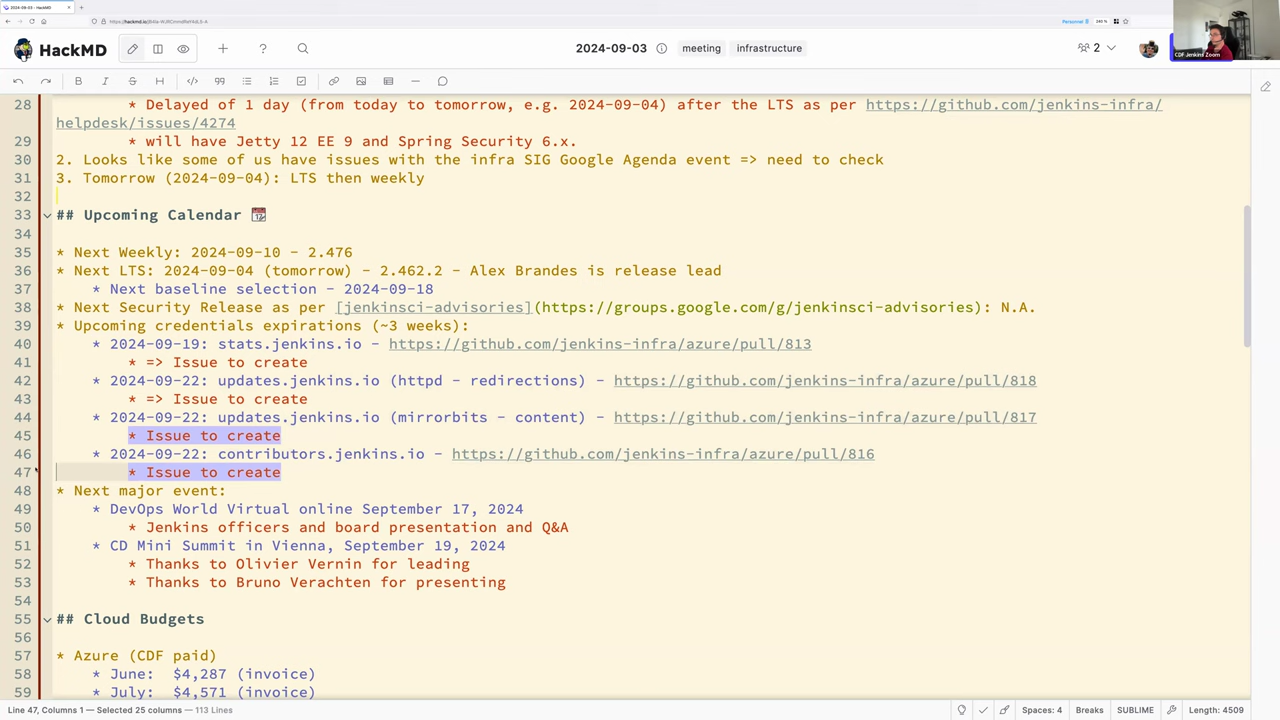 2024-09-03
https://hackmd.io/
Personal
240 %
HackMD
2024-09-03
meeting
infrastructure
2
CDF Jenkins Zoom
28 * Delayed of 1 day (from today to tomorrow, e.g. 2024-09-04) after the LTS as per https://github.com/jenkins-infra/
helpdesk/issues/4274
29 * will have Jetty 12 EE 9 and Spring Security 6.x.
30 2. Looks like some of us have issues with the infra SIG Google Agenda event => need to check
31 3. Tomorrow (2024-09-04): LTS then weekly
32
33 ## Upcoming Calendar 📆
34
35 * Next Weekly: 2024-09-10 - 2.476
36 * Next LTS: 2024-09-04 (tomorrow) - 2.462.2 - Alex Brandes is release lead
37 * Next baseline selection - 2024-09-18
38 * Next Security Release as per [jenkinsci-advisories](https://groups.google.com/g/jenkinsci-advisories): N.A.
39 * Upcoming credentials expirations (~3 weeks):
40 * 2024-09-19: stats.jenkins.io - https://github.com/jenkins-infra/azure/pull/813
41 * => Issue to create
42 * 2024-09-22: updates.jenkins.io (httpd - redirections) - https://github.com/jenkins-infra/azure/pull/818
43 * => Issue to create
44 * 2024-09-22: updates.jenkins.io (mirrorbits - content) - https://github.com/jenkins-infra/azure/pull/817
45 * Issue to create
46 * 2024-09-22: contributors.jenkins.io - https://github.com/jenkins-infra/azure/pull/816
47 * Issue to create
48 * Next major event:
49 * DevOps World Virtual online September 17, 2024
50 * Jenkins officers and board presentation and Q&A
51 * CD Mini Summit in Vienna, September 19, 2024
52 * Thanks to Olivier Vernin for leading
53 * Thanks to Bruno Verachten for presenting
54
55 ## Cloud Budgets
56
57 * Azure (CDF paid)
58 * June: $4,287 (invoice)
59 * July: $4,571 (invoice)
Line 47, Columns 1 — Selected 25 columns — 113 Lines
Spaces: 4
Breaks
SUBLIME
Length: 4509